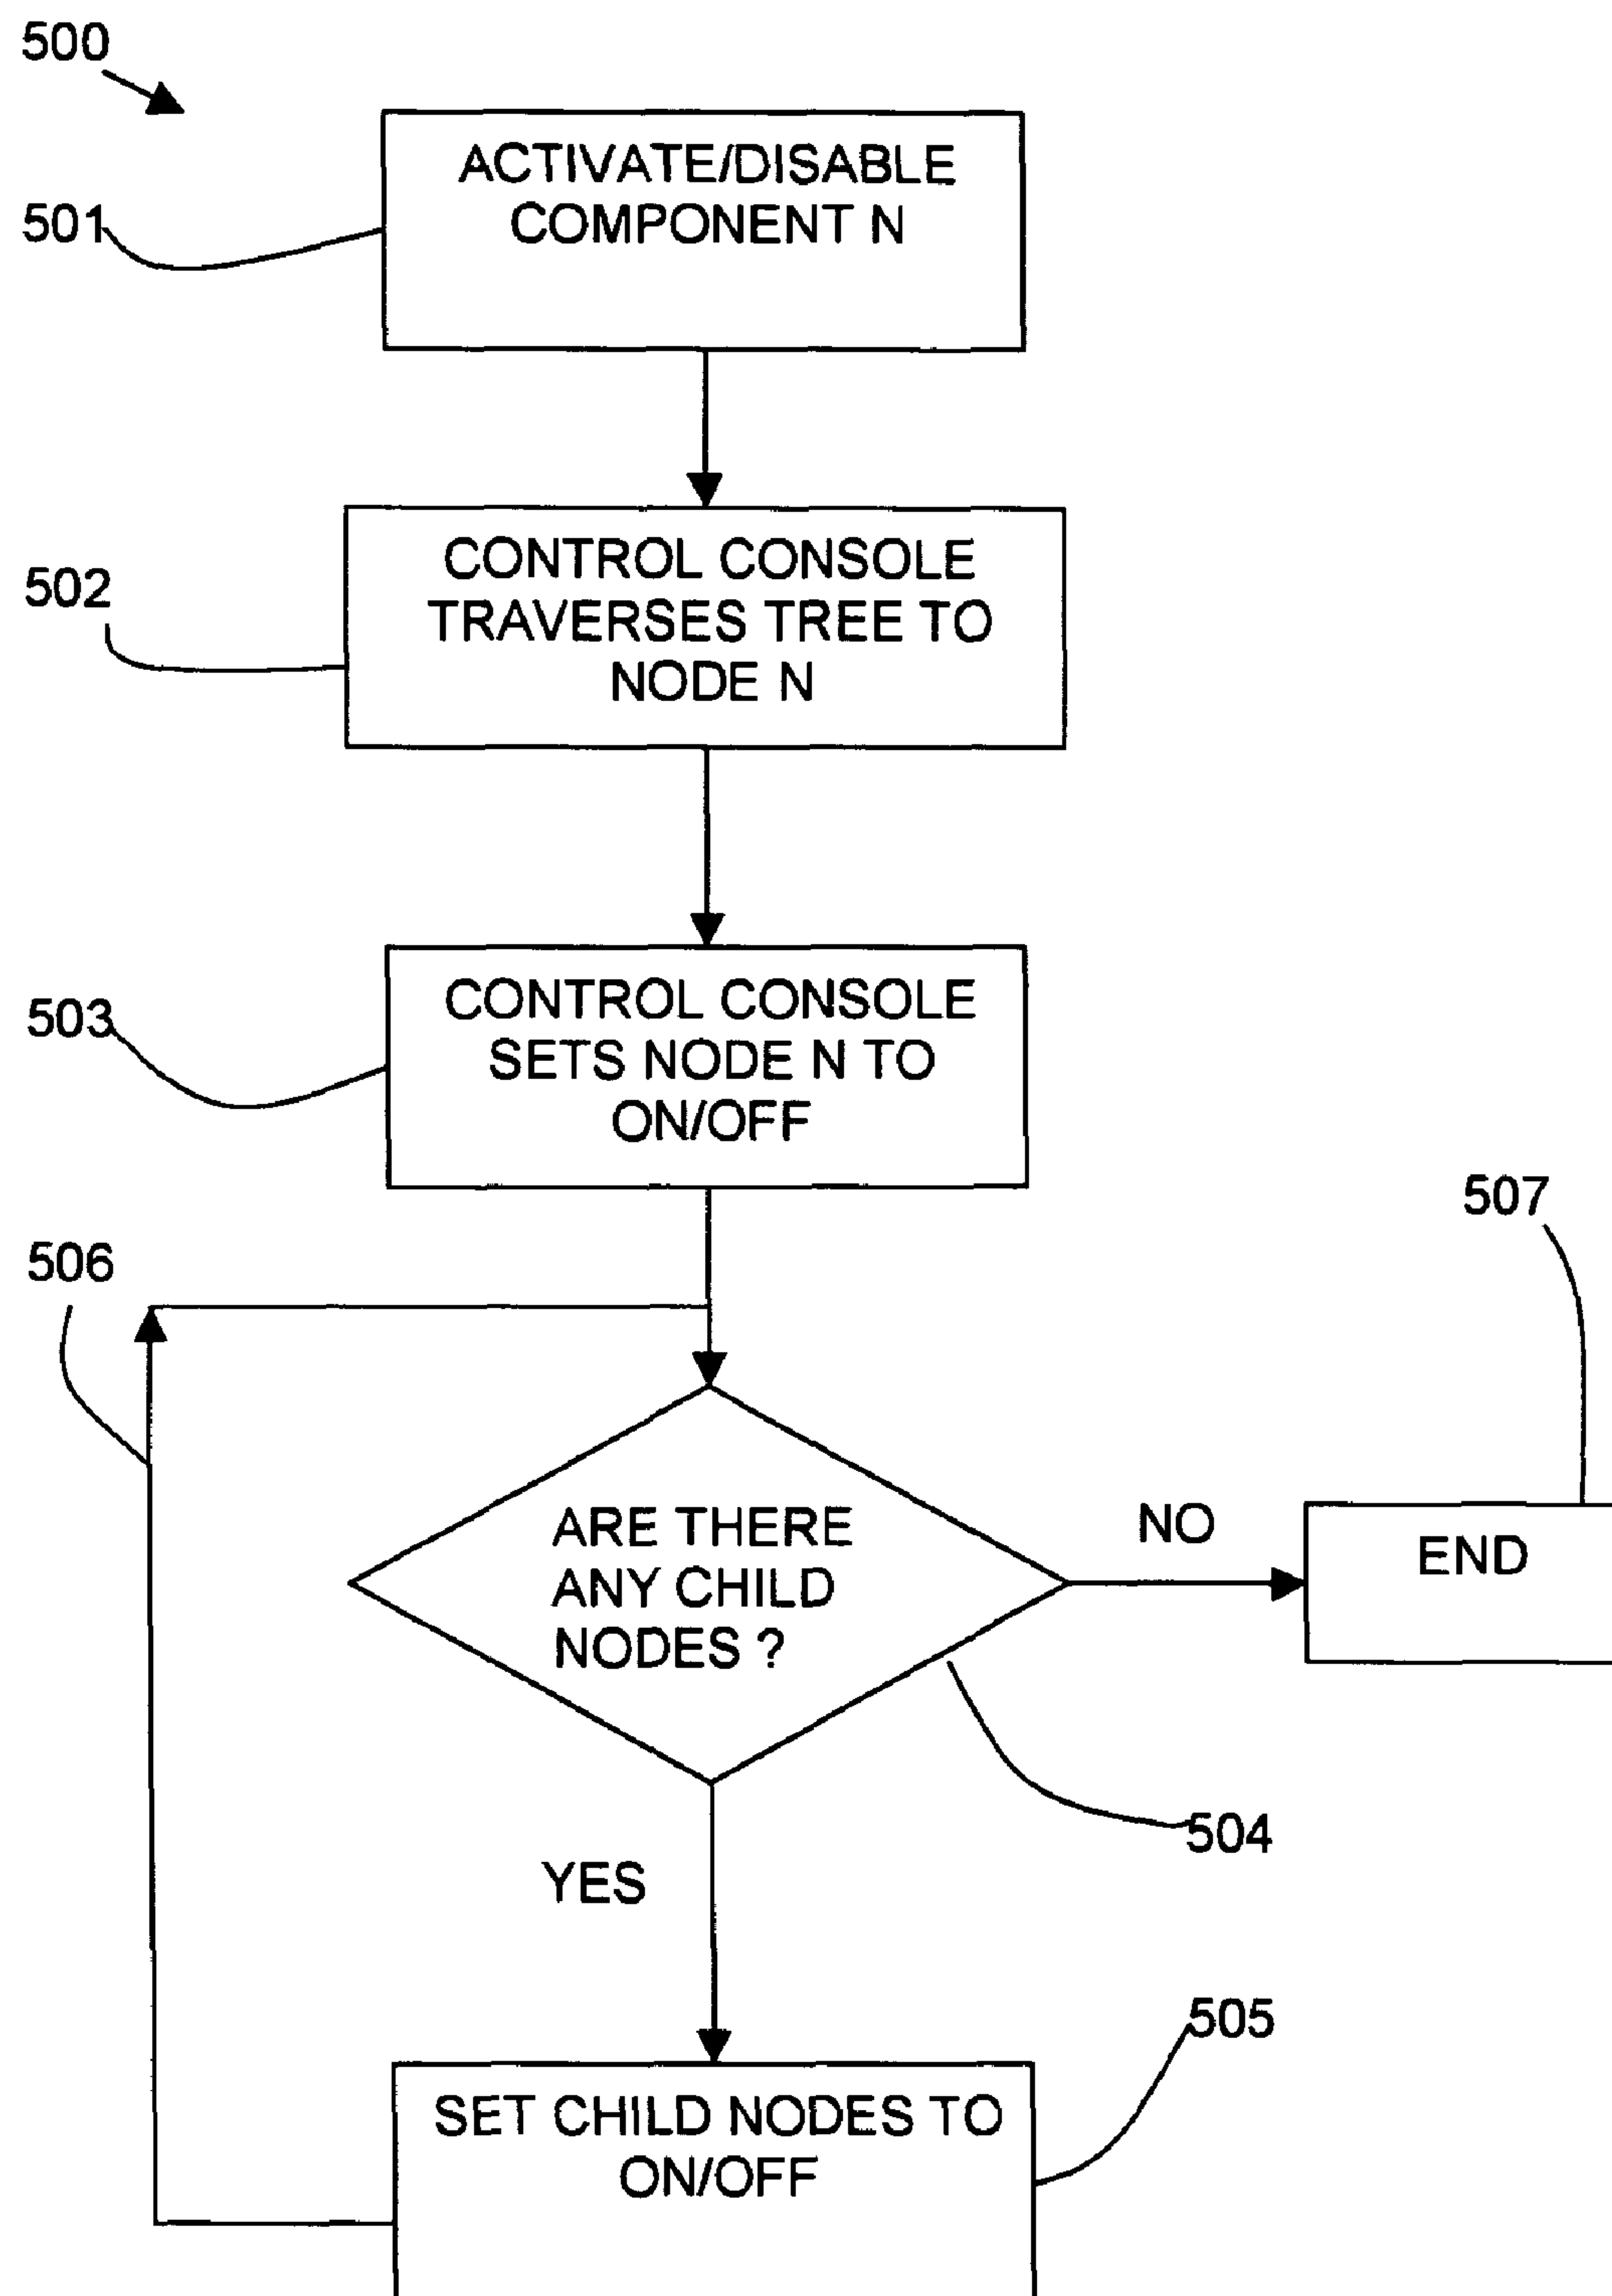 500
ACTIVATE/DISABLE
COMPONENT N
501
CONTROL CONSOLE
TRAVERSES TREE TO
NODE N
502
CONTROL CONSOLE
SETS NODE N TO
ON/OFF
503
507
506
ARE THERE
ANY CHILD
NODES ?
NO
END
504
YES
505
SET CHILD NODES TO
ON/OFF